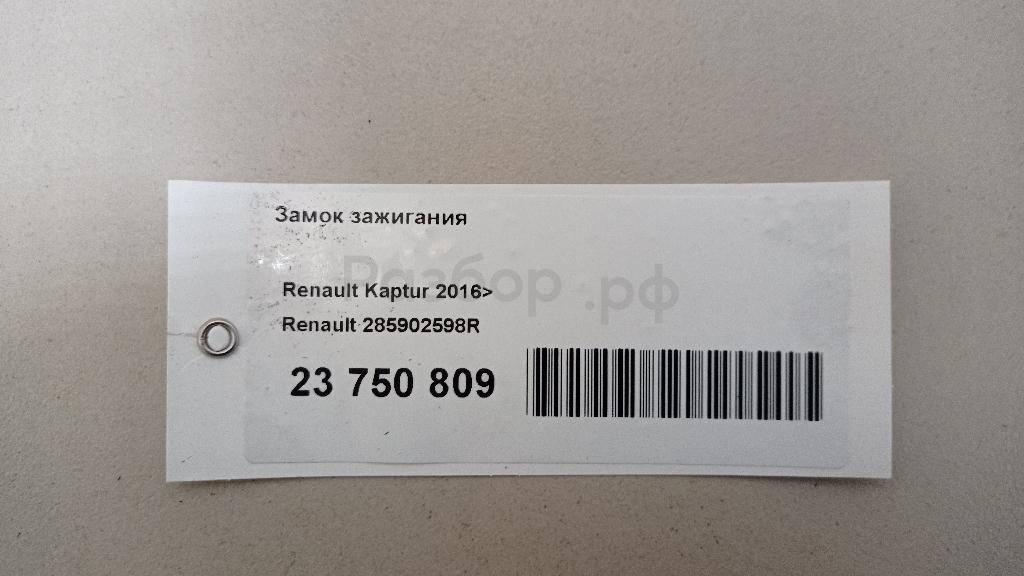 Замок зажигания
Разбор.рф
Renault Kaptur 2016>
Renault 285902598R
23 750 809